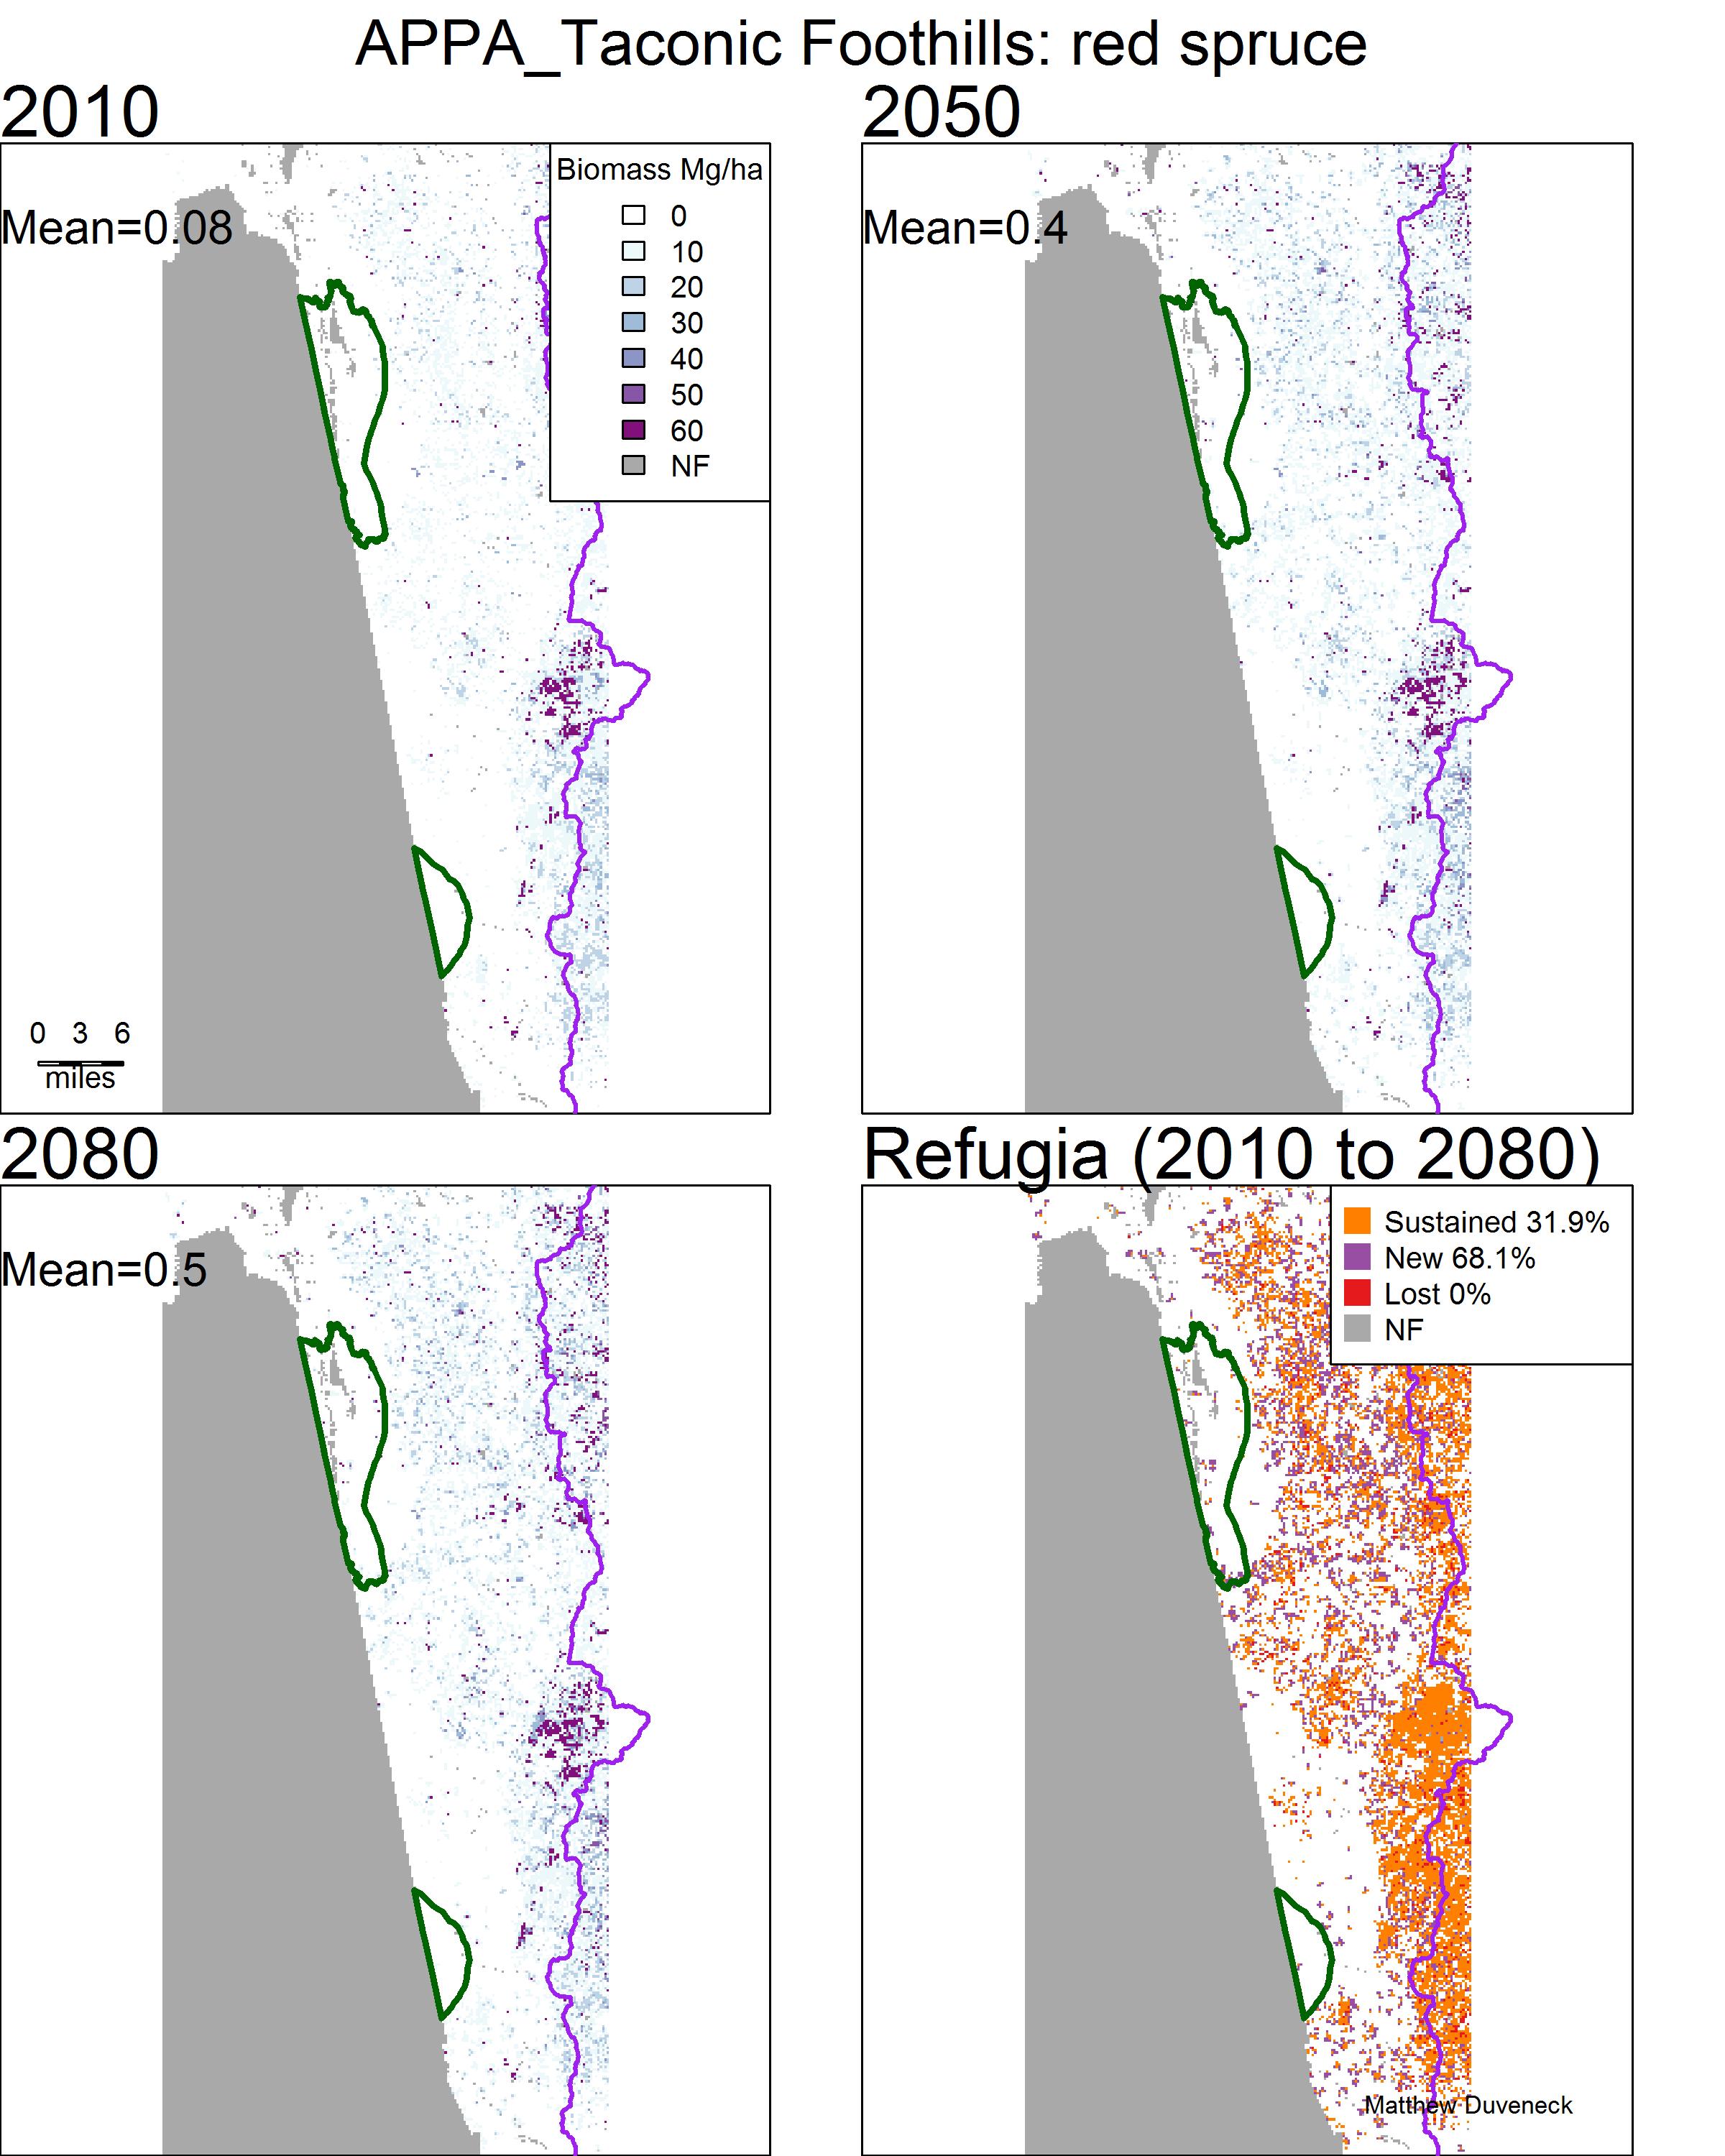 APPA_Taconic Foothills: red spruce
2010
Mean=0.08
Biomass Mg/ha
0
10
20
30
40
50
60
NF
0 3 6
miles
2050
Mean=0.4
2080
Mean=0.5
Refugia (2010 to 2080)
Sustained 31.9%
New 68.1%
Lost 0%
NF
Matthew Duveneck